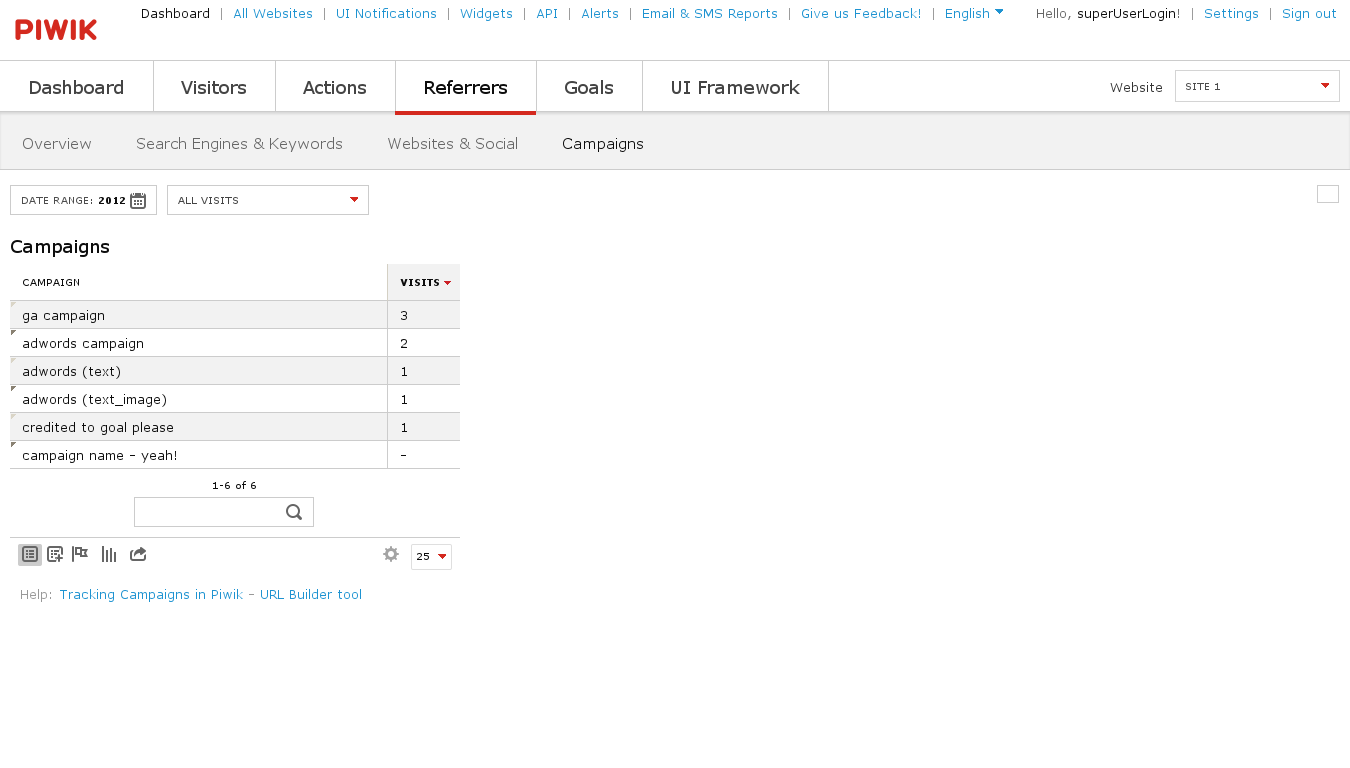 PIWIK
Dashboard | All Websites | UI Notifications | Widgets | API | Alerts | Email & SMS Reports | Give us Feedback! | English Hello, superUserLogin! | Settings | Sign out
Dashboard Visitors Actions Referrers Goals UI Framework Website SITE 1
Overview Search Engines & Keywords Websites & Social Campaigns
DATE RANGE: 2012 ALL VISITS
Campaigns
CAMPAIGN VISITS
ga campaign 3
adwords campaign 2
adwords (text) 1
adwords (text_image) 1
credited to goal please 1
campaign name - yeah! -
1-6 of 6
25
Help: Tracking Campaigns in Piwik - URL Builder tool